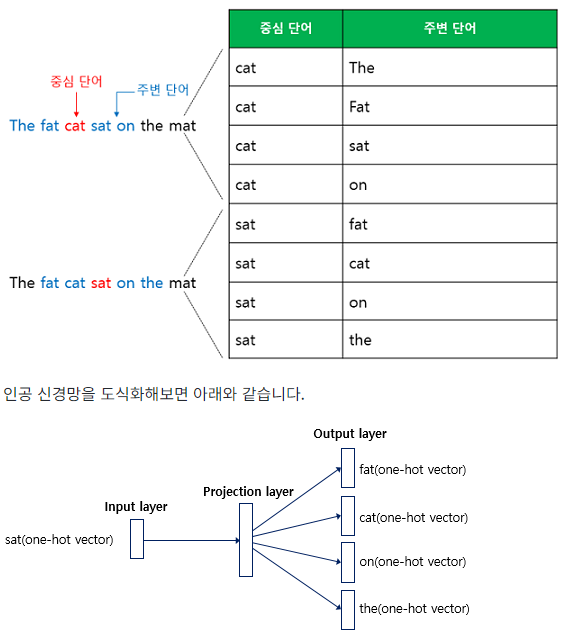 중심 단어 주변 단어
cat The
cat Fat
cat sat
cat on
sat fat
sat cat
sat on
sat the
중심 단어
주변 단어
The fat cat sat on the mat
The fat cat sat on the mat
인공 신경망을 도식화해보면 아래와 같습니다.
Output layer
Projection layer
Input layer
sat(one-hot vector)
fat(one-hot vector)
cat(one-hot vector)
on(one-hot vector)
the(one-hot vector)